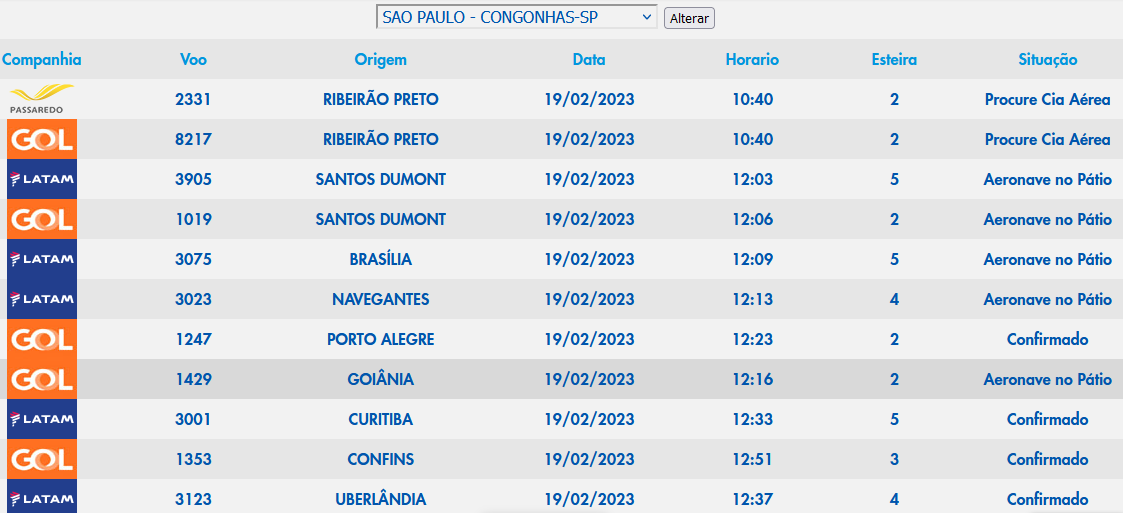 SAO PAULO - CONGONHAS-SP Alterar
Companhia Voo Origem Data Horario Esteira Situação
PASSAREDO 2331 RIBEIRÃO PRETO 19/02/2023 10:40 2 Procure Cia Aérea
GOL 8217 RIBEIRÃO PRETO 19/02/2023 10:40 2 Procure Cia Aérea
LATAM 3905 SANTOS DUMONT 19/02/2023 12:03 5 Aeronave no Pátio
GOL 1019 SANTOS DUMONT 19/02/2023 12:06 2 Aeronave no Pátio
LATAM 3075 BRASÍLIA 19/02/2023 12:09 5 Aeronave no Pátio
LATAM 3023 NAVEGANTES 19/02/2023 12:13 4 Aeronave no Pátio
GOL 1247 PORTO ALEGRE 19/02/2023 12:23 2 Confirmado
GOL 1429 GOIÂNIA 19/02/2023 12:16 2 Aeronave no Pátio
LATAM 3001 CURITIBA 19/02/2023 12:33 5 Confirmado
GOL 1353 CONFINS 19/02/2023 12:51 3 Confirmado
LATAM 3123 UBERLÂNDIA 19/02/2023 12:37 4 Confirmado